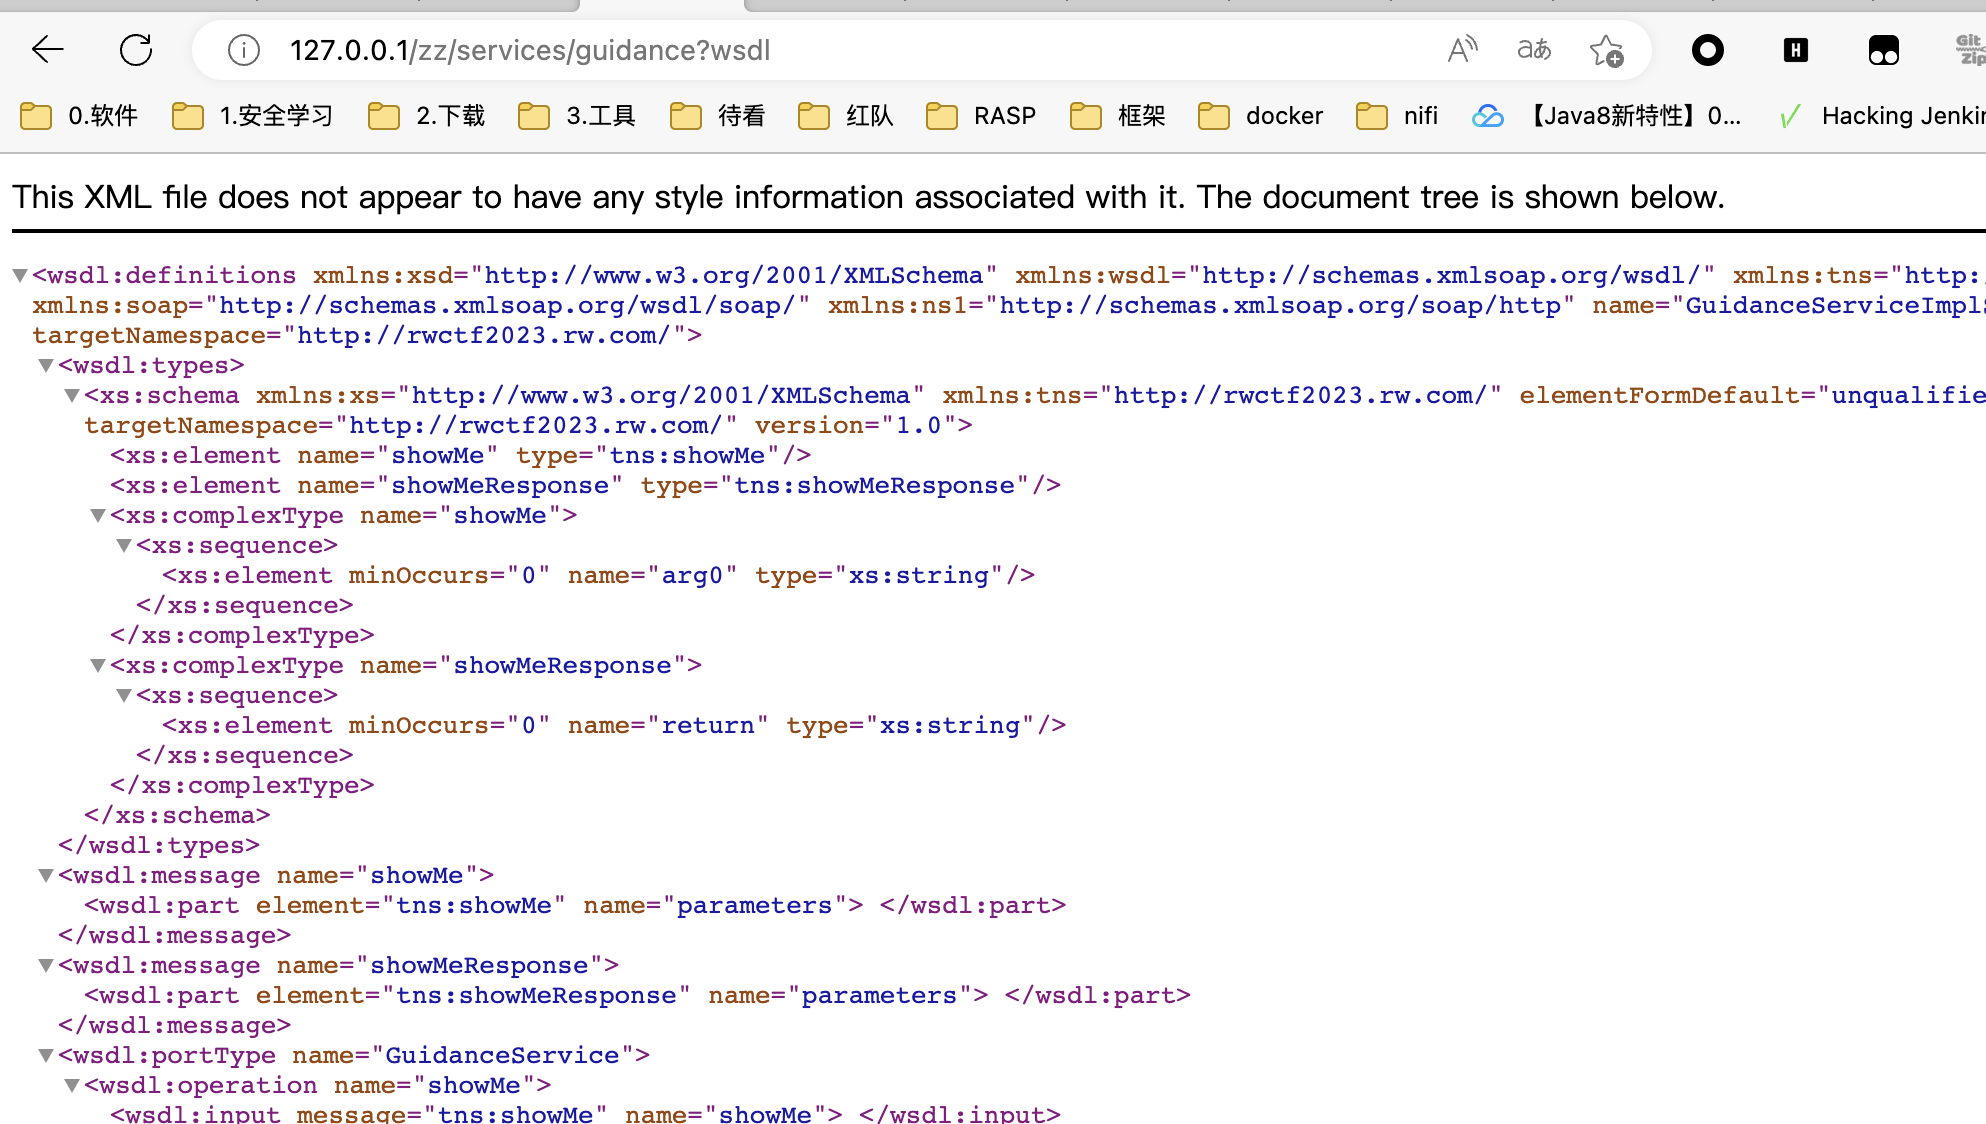 127.0.0.1/zz/services/guidance?wsdl
0.软件 1.安全学习 2.下载 3.工具 待看 红队 RASP 框架 docker nifi 【Java8新特性】0... Hacking Jenkin
This XML file does not appear to have any style information associated with it. The document tree is shown below.
<wsdl:definitions xmlns:xsd="http://www.w3.org/2001/XMLSchema" xmlns:wsdl="http://schemas.xmlsoap.org/wsdl/" xmlns:tns="http:
xmlns:soap="http://schemas.xmlsoap.org/wsdl/soap/" xmlns:ns1="http://schemas.xmlsoap.org/soap/http" name="GuidanceServiceImpl
targetNamespace="http://rwctf2023.rw.com/">
<wsdl:types>
<xs:schema xmlns:xs="http://www.w3.org/2001/XMLSchema" xmlns:tns="http://rwctf2023.rw.com/" elementFormDefault="unqualifie
targetNamespace="http://rwctf2023.rw.com/" version="1.0">
<xs:element name="showMe" type="tns:showMe"/>
<xs:element name="showMeResponse" type="tns:showMeResponse"/>
<xs:complexType name="showMe">
<xs:sequence>
<xs:element minOccurs="0" name="arg0" type="xs:string"/>
</xs:sequence>
</xs:complexType>
<xs:complexType name="showMeResponse">
<xs:sequence>
<xs:element minOccurs="0" name="return" type="xs:string"/>
</xs:sequence>
</xs:complexType>
</xs:schema>
</wsdl:types>
<wsdl:message name="showMe">
<wsdl:part element="tns:showMe" name="parameters"> </wsdl:part>
</wsdl:message>
<wsdl:message name="showMeResponse">
<wsdl:part element="tns:showMeResponse" name="parameters"> </wsdl:part>
</wsdl:message>
<wsdl:portType name="GuidanceService">
<wsdl:operation name="showMe">
<wsdl:input message="tns:showMe" name="showMe"> </wsdl:input>